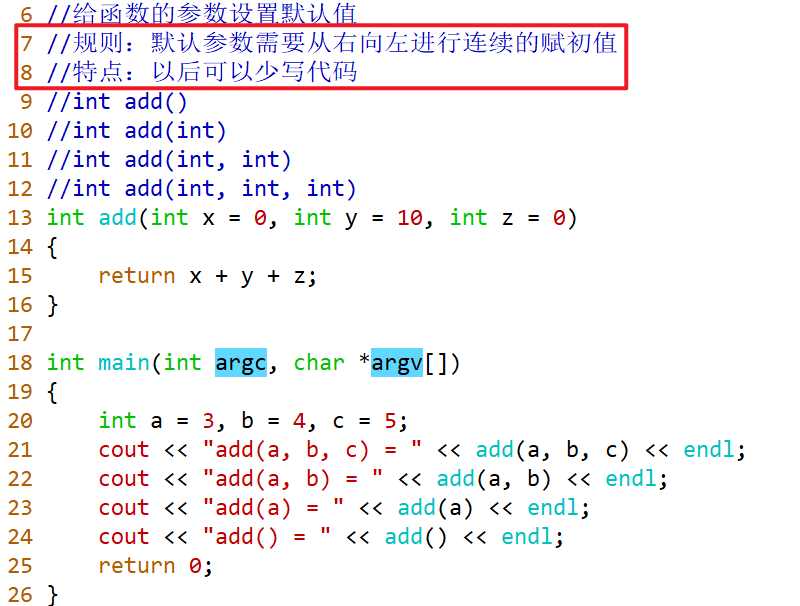 6 //给函数的参数设置默认值
7 //规则：默认参数需要从右向左进行连续的赋初值
8 //特点：以后可以少写代码
9 //int add()
10 //int add(int)
11 //int add(int, int)
12 //int add(int, int, int)
13 int add(int x = 0, int y = 10, int z = 0)
14 {
15     return x + y + z;
16 }
17
18 int main(int argc, char *argv[])
19 {
20     int a = 3, b = 4, c = 5;
21     cout << "add(a, b, c) = " << add(a, b, c) << endl;
22     cout << "add(a, b) = " << add(a, b) << endl;
23     cout << "add(a) = " << add(a) << endl;
24     cout << "add() = " << add() << endl;
25     return 0;
26 }